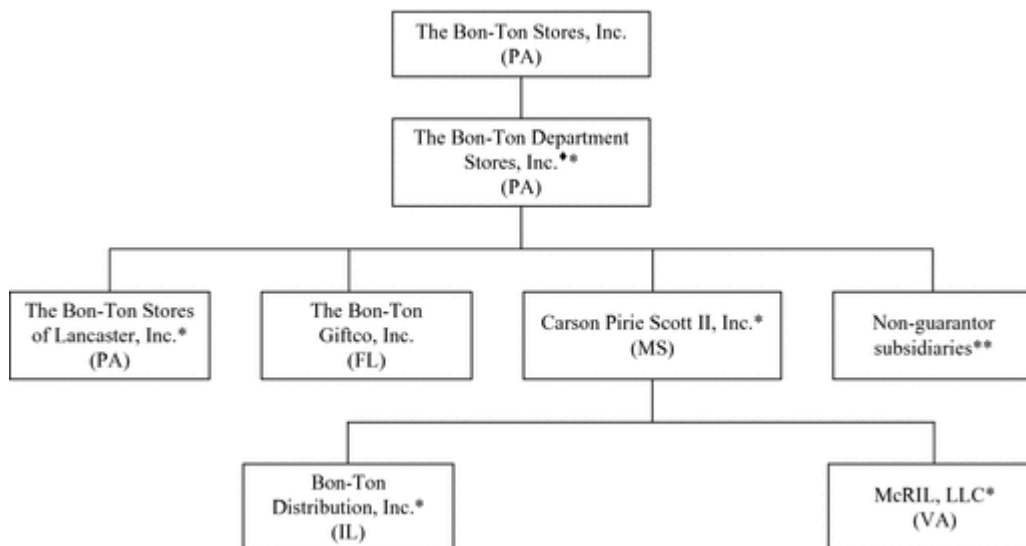 The Bon-Ton Stores, Inc.
(PA)
The Bon-Ton Department
Stores, Inc.♦*
(PA)
The Bon-Ton Stores
of Lancaster, Inc.*
(PA)
The Bon-Ton
Giftco, Inc.
(FL)
Carson Pirie Scott II, Inc.*
(MS)
Non-guarantor
subsidiaries**
Bon-Ton
Distribution, Inc.*
(IL)
McRIL, LLC*
(VA)